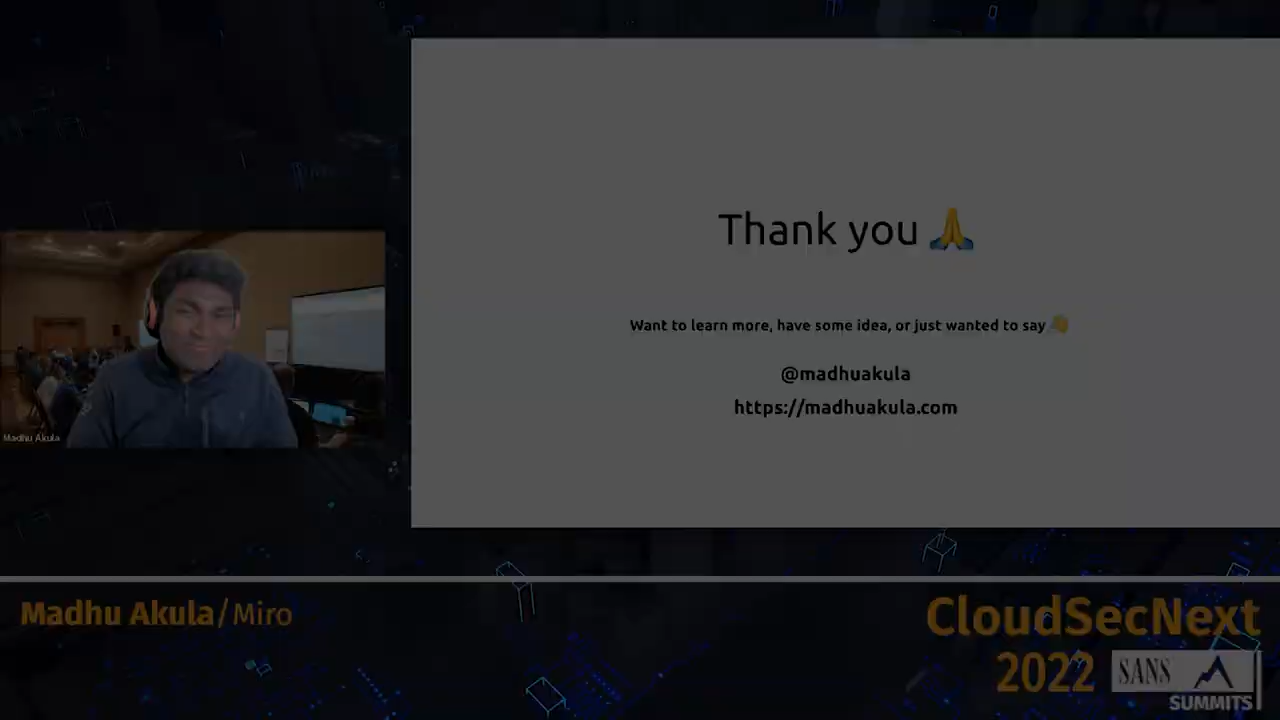 Thank you 🙏
Want to learn more, have some idea, or just wanted to say 👋
@madhuakula
https://madhuakula.com
Madhu Akula
Madhu Akula/Miro
CloudSecNext
2022
SANS
SUMMITS